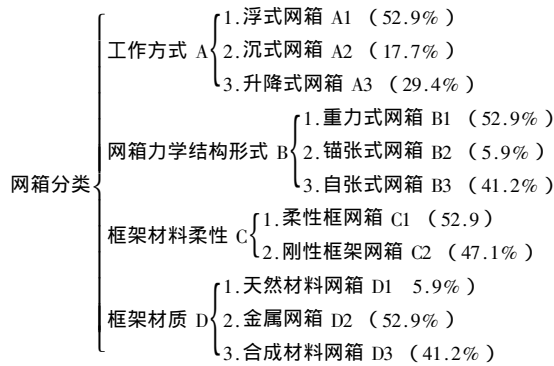 1.浮式网箱 A1 （52.9%）
工作方式 A
2.沉式网箱 A2 （17.7%）
3.升降式网箱 A3 （29.4%）
1.重力式网箱 B1 （52.9%）
网箱力学结构形式 B
2.锚张式网箱 B2 （5.9%）
3.自张式网箱 B3 （41.2%）
网箱分类
1.柔性框网箱 C1 （52.9）
框架材料柔性 C
2.刚性框架网箱 C2 （47.1%）
1.天然材料网箱 D1 5.9%）
框架材质 D
2.金属网箱 D2 （52.9%）
3.合成材料网箱 D3 （41.2%）